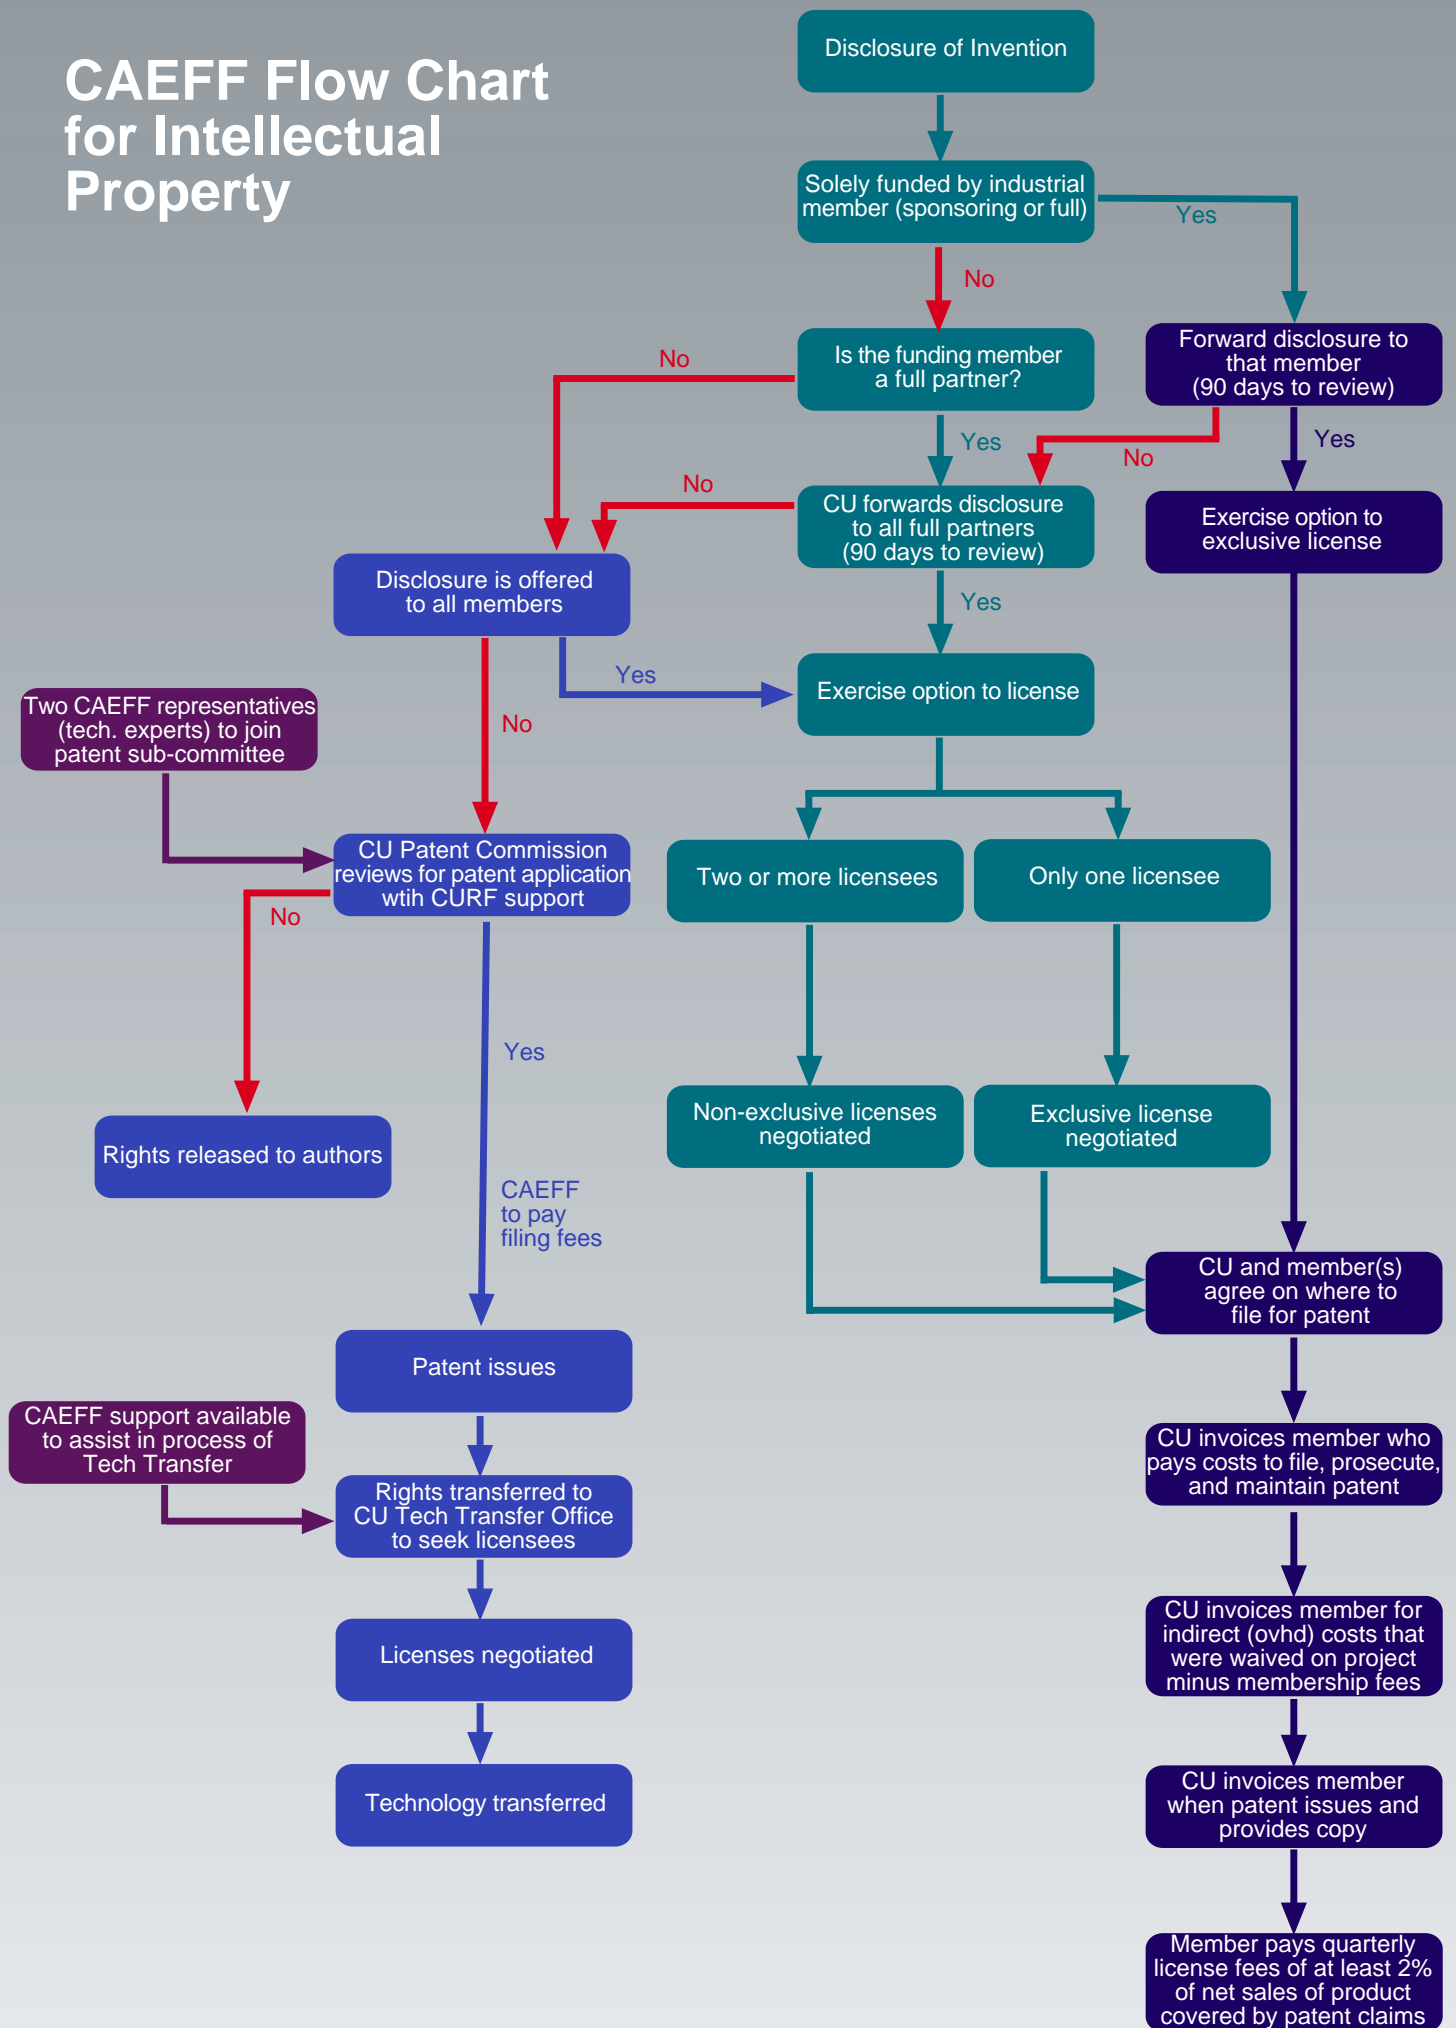 CAEFF Flow Chart
for Intellectual
Property
Disclosure of Invention
Solely funded by industrial
member (sponsoring or full)
Yes
No
Is the funding member
a full partner?
No
Forward disclosure to
that member
(90 days to review)
Yes
No
Yes
CU forwards disclosure
to all full partners
(90 days to review)
No
Exercise option to
exclusive license
Disclosure is offered
to all members
Yes
Yes
No
Exercise option to license
Two CAEFF representatives
(tech. experts) to join
patent sub-committee
CU Patent Commission
reviews for patent application
wtih CURF support
No
Two or more licensees
Only one licensee
Yes
Rights released to authors
Non-exclusive licenses
negotiated
Exclusive license
negotiated
CAEFF
to pay
filing fees
CU and member(s)
agree on where to
file for patent
Patent issues
CAEFF support available
to assist in process of
Tech Transfer
CU invoices member who
pays costs to file, prosecute,
and maintain patent
Rights transferred to
CU Tech Transfer Office
to seek licensees
CU invoices member for
indirect (ovhd) costs that
were waived on project
minus membership fees
Licenses negotiated
Technology transferred
CU invoices member
when patent issues and
provides copy
Member pays quarterly
license fees of at least 2%
of net sales of product
covered by patent claims